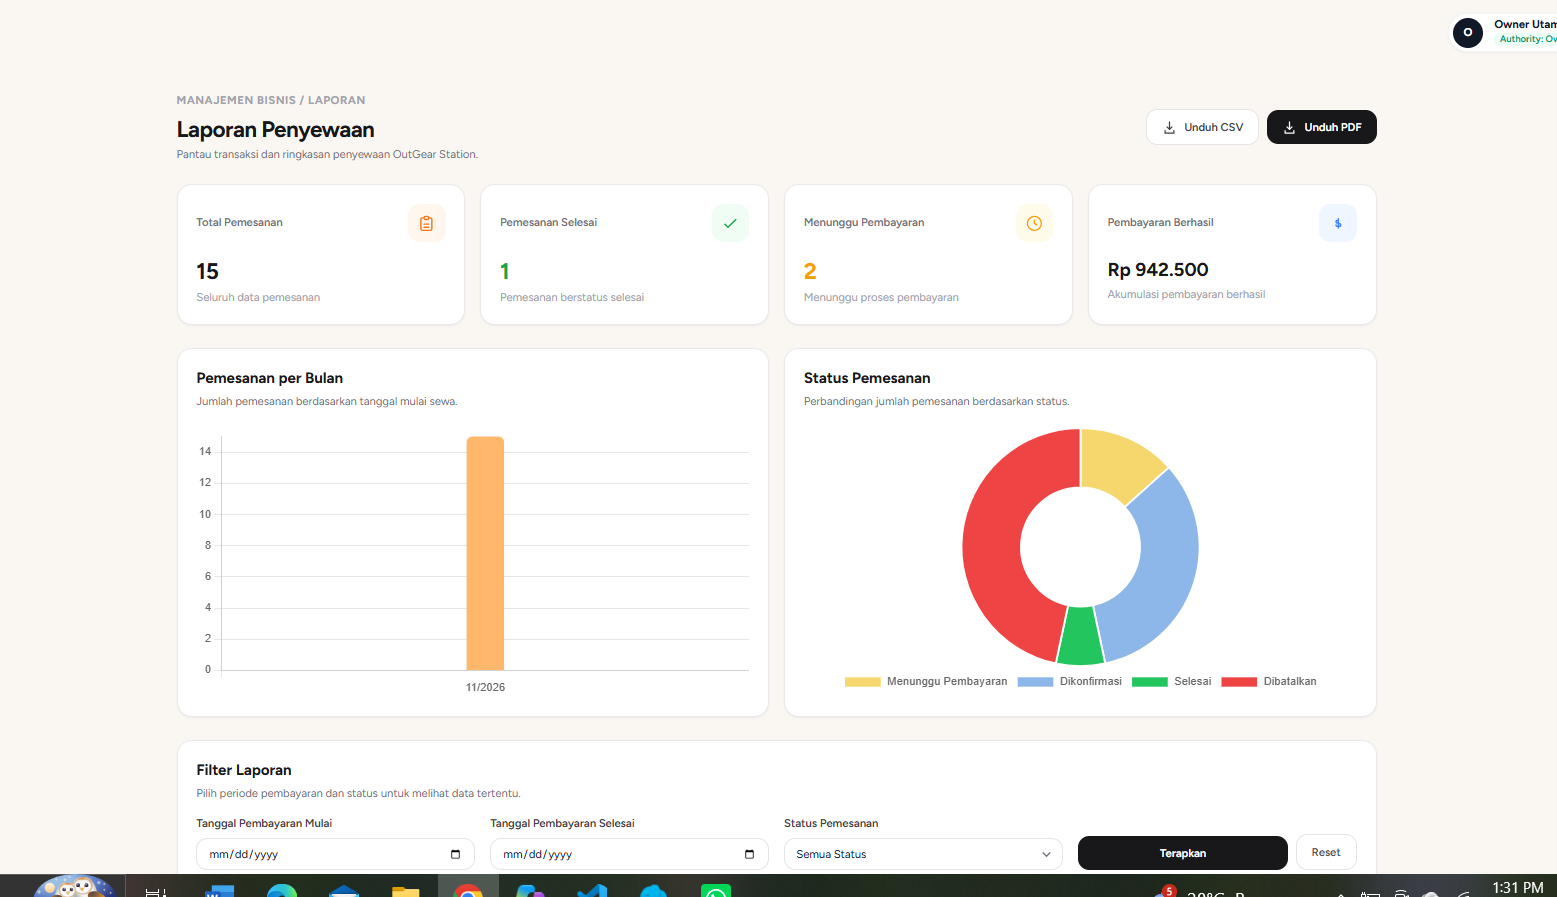 O
Owner Utam
Authority: Ow
MANAJEMEN BISNIS / LAPORAN
Laporan Penyewaan
Pantau transaksi dan ringkasan penyewaan OutGear Station.
Unduh CSV
Unduh PDF
Total Pemesanan
15
Seluruh data pemesanan
Pemesanan Selesai
1
Pemesanan berstatus selesai
Menunggu Pembayaran
2
Menunggu proses pembayaran
Pembayaran Berhasil
$
Rp 942.500
Akumulasi pembayaran berhasil
Pemesanan per Bulan
Jumlah pemesanan berdasarkan tanggal mulai sewa.
14
12
10
8
6
4
2
0
11/2026
Status Pemesanan
Perbandingan jumlah pemesanan berdasarkan status.
Menunggu Pembayaran
Dikonfirmasi
Selesai
Dibatalkan
Filter Laporan
Pilih periode pembayaran dan status untuk melihat data tertentu.
Tanggal Pembayaran Mulai
mm/dd/yyyy
Tanggal Pembayaran Selesai
mm/dd/yyyy
Status Pemesanan
Semua Status
Terapkan
Reset
5
1:31 PM